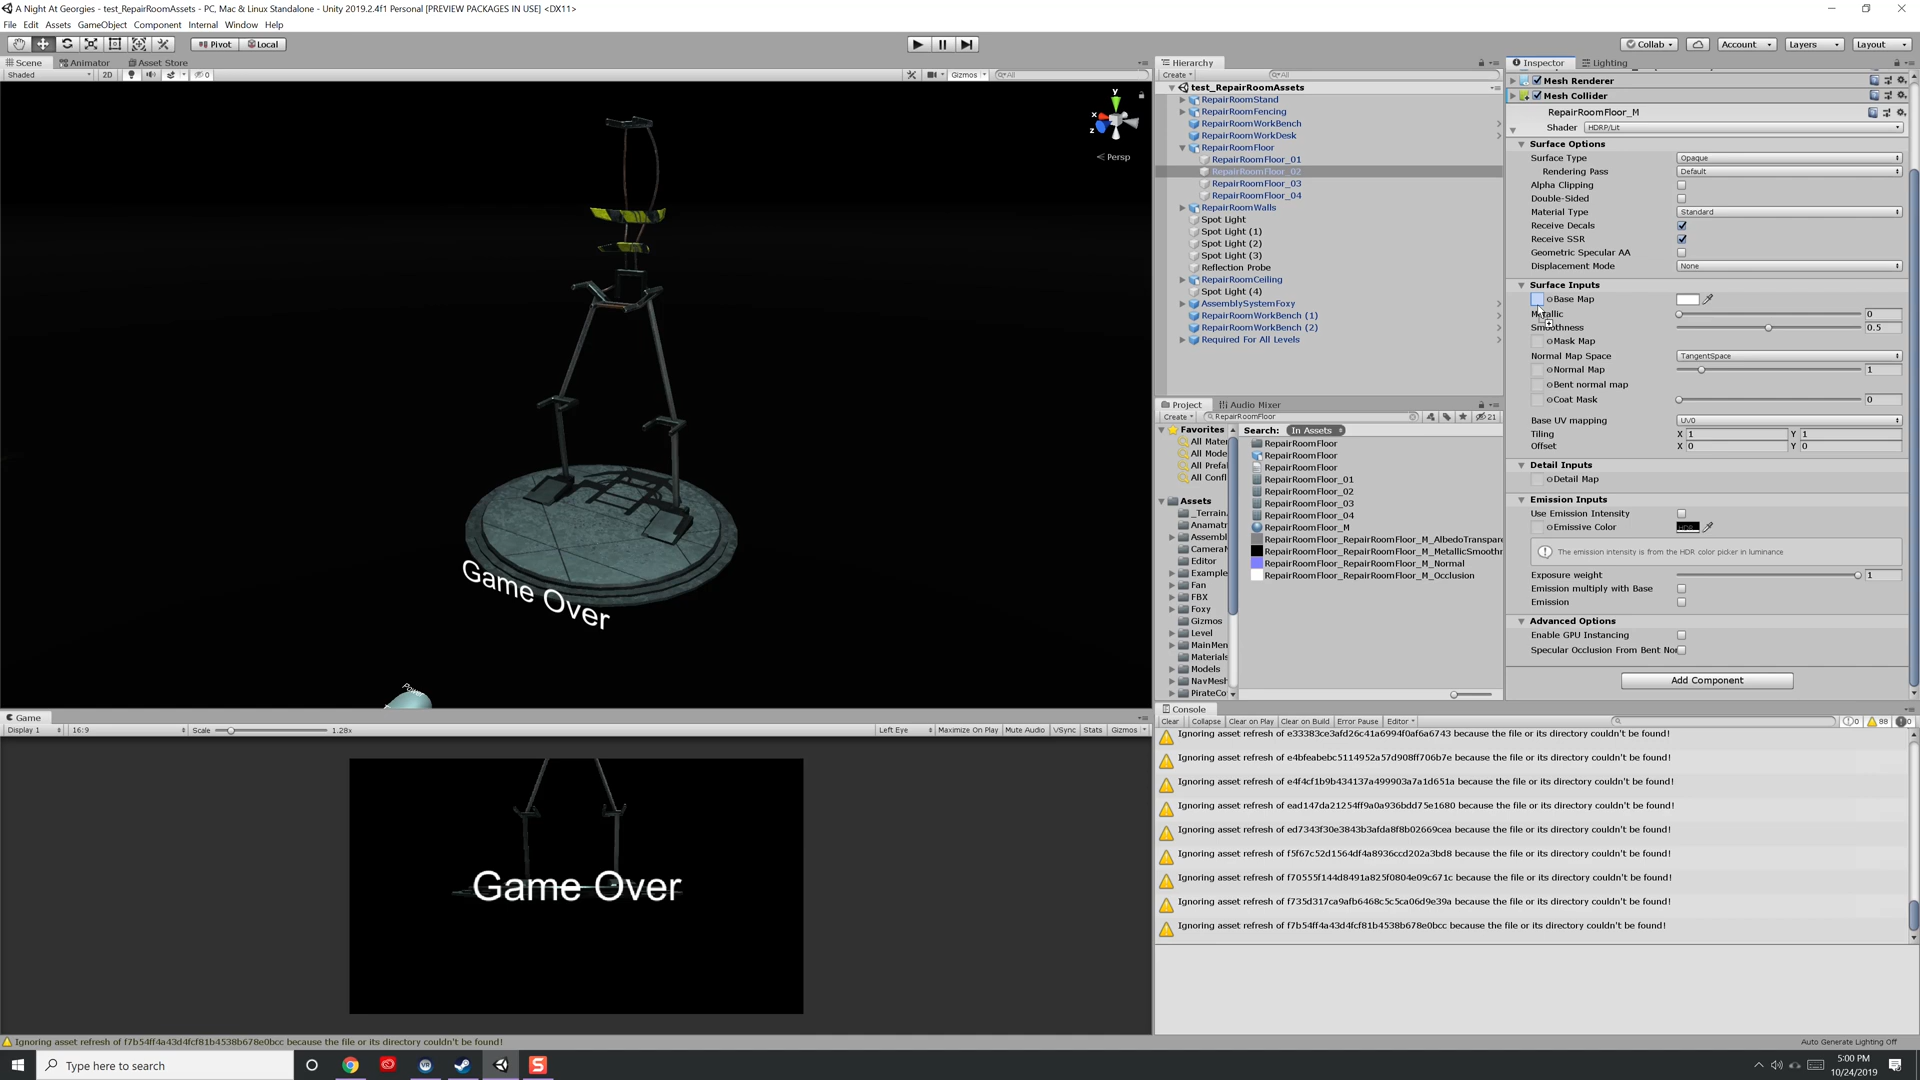 A Night At Georgies - test_RepairRoomAssets - PC, Mac & Linux Standalone - Unity 2019.2.4f1 Personal [PREVIEW PACKAGES IN USE] <DX11>
File Edit Assets GameObject Component Internal Window Help
Pivot Local
Collab Account Layers Layout
Scene Animator Asset Store
Shaded 2D 0 Gizmos All
y
x
z
Persp
Game Over
Power
Game
Display 1 16:9 Scale 1.28x Left Eye Maximize On Play Mute Audio VSync Stats Gizmos
Game Over
Hierarchy
Create All
test_RepairRoomAssets
RepairRoomStand
RepairRoomFencing
RepairRoomWorkBench
RepairRoomWorkDesk
RepairRoomFloor
RepairRoomFloor_01
RepairRoomFloor_02
RepairRoomFloor_03
RepairRoomFloor_04
RepairRoomWalls
Spot Light
Spot Light (1)
Spot Light (2)
Spot Light (3)
Reflection Probe
RepairRoomCeiling
Spot Light (4)
AssemblySystemFoxy
RepairRoomWorkBench (1)
RepairRoomWorkBench (2)
Required For All Levels
Project Audio Mixer
Create RepairRoomFloor 21
Favorites
All Mater
All Mode
All Prefa
All Confl
Assets
_Terrain
Anamatr
Assembl
CameraM
Editor
Example
Fan
FBX
Foxy
Gizmos
Level
MainMen
Materials
Models
NavMesh
PirateCo
Search: In Assets
RepairRoomFloor
RepairRoomFloor
RepairRoomFloor
RepairRoomFloor_01
RepairRoomFloor_02
RepairRoomFloor_03
RepairRoomFloor_04
RepairRoomFloor_M
RepairRoomFloor_RepairRoomFloor_M_AlbedoTranspare
RepairRoomFloor_RepairRoomFloor_M_MetallicSmoothn
RepairRoomFloor_RepairRoomFloor_M_Normal
RepairRoomFloor_RepairRoomFloor_M_Occlusion
Inspector Lighting
Mesh Renderer
Mesh Collider
RepairRoomFloor_M
Shader HDRP/Lit
Surface Options
Surface Type Opaque
Rendering Pass Default
Alpha Clipping
Double-Sided
Material Type Standard
Receive Decals
Receive SSR
Geometric Specular AA
Displacement Mode None
Surface Inputs
Base Map
Metallic 0
Smoothness 0.5
Mask Map
Normal Map Space TangentSpace
Normal Map 1
Bent normal map
Coat Mask 0
Base UV mapping UV0
Tiling X 1 Y 1
Offset X 0 Y 0
Detail Inputs
Detail Map
Emission Inputs
Use Emission Intensity
Emissive Color HDR
The emission intensity is from the HDR color picker in luminance
Exposure weight 1
Emission multiply with Base
Emission
Advanced Options
Enable GPU Instancing
Specular Occlusion From Bent Nor
Add Component
Console
Clear Collapse Clear on Play Clear on Build Error Pause Editor 0 88 0
Ignoring asset refresh of e33383ce3afd26c41a6994f0af6a6743 because the file or its directory couldn't be found!
Ignoring asset refresh of e4bfeabebc5114952a57d908ff706b7e because the file or its directory couldn't be found!
Ignoring asset refresh of e4f4cf1b9b434137a499903a7a1d651a because the file or its directory couldn't be found!
Ignoring asset refresh of ead147da21254ff9a0a936bdd75e1680 because the file or its directory couldn't be found!
Ignoring asset refresh of ed7343f30e3843b3afda8f8b02669cea because the file or its directory couldn't be found!
Ignoring asset refresh of f5f67c52d1564df4a8936ccd202a3bd8 because the file or its directory couldn't be found!
Ignoring asset refresh of f70555f144d8491a825f0804e09c671c because the file or its directory couldn't be found!
Ignoring asset refresh of f735d317ca9afb6468c5c5ca06d9e39a because the file or its directory couldn't be found!
Ignoring asset refresh of f7b54ff4a43d4fcf81b4538b678e0bcc because the file or its directory couldn't be found!
Ignoring asset refresh of f7b54ff4a43d4fcf81b4538b678e0bcc because the file or its directory couldn't be found!
Auto Generate Lighting Off
Type here to search
5:00 PM
10/24/2019